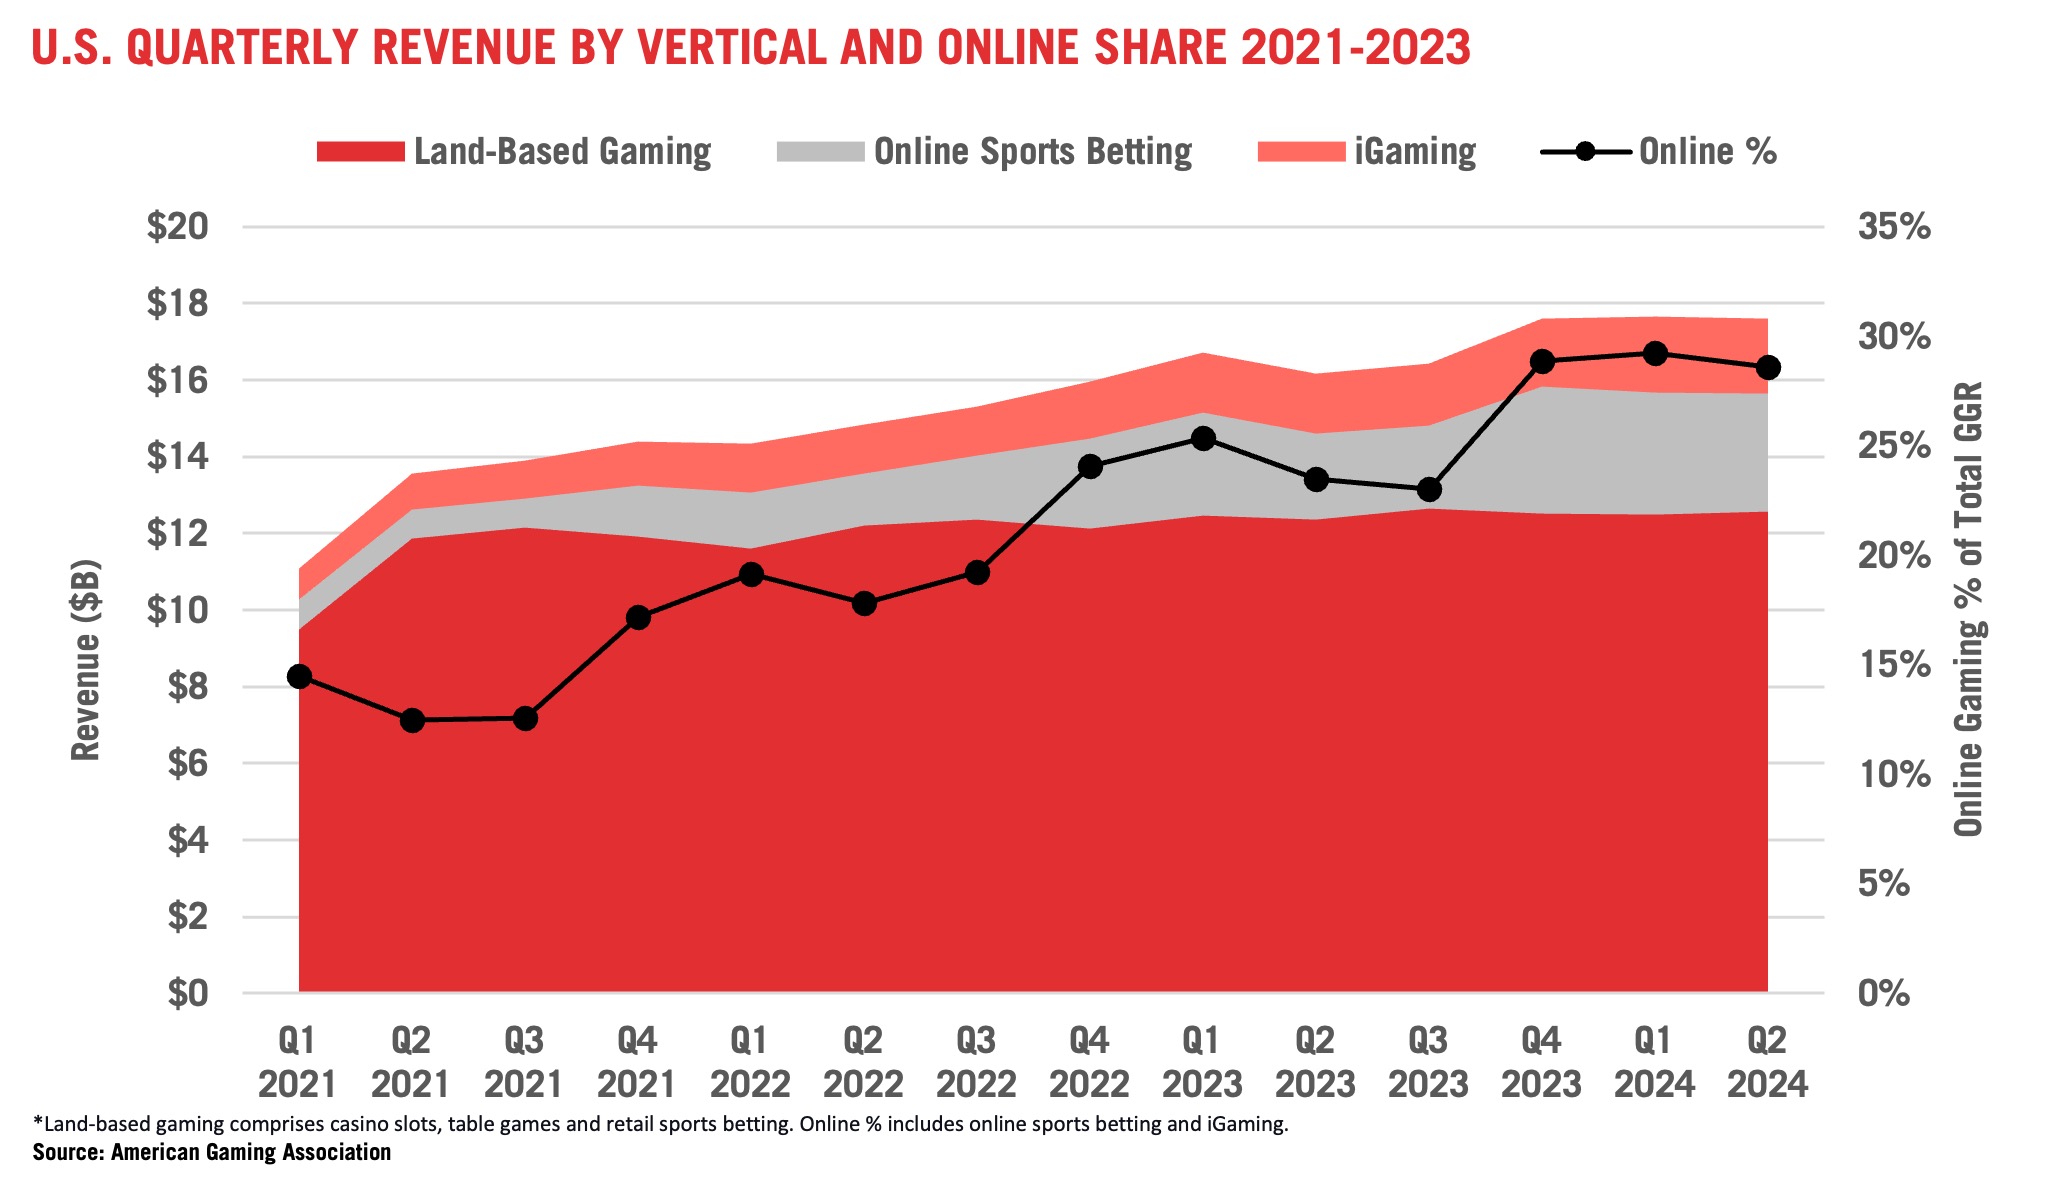 U.S. QUARTERLY REVENUE BY VERTICAL AND ONLINE SHARE 2021-2023
Land-Based Gaming
Online Sports Betting
iGaming
Online %
$20
$18
$16
$14
$12
$10
$8
$6
$4
$2
$0
Revenue ($B)
35%
30%
25%
20%
15%
10%
5%
0%
Online Gaming % of Total GGR
Q1 2021
Q2 2021
Q3 2021
Q4 2021
Q1 2022
Q2 2022
Q3 2022
Q4 2022
Q1 2023
Q2 2023
Q3 2023
Q4 2023
Q1 2024
Q2 2024
*Land-based gaming comprises casino slots, table games and retail sports betting. Online % includes online sports betting and iGaming.
Source: American Gaming Association